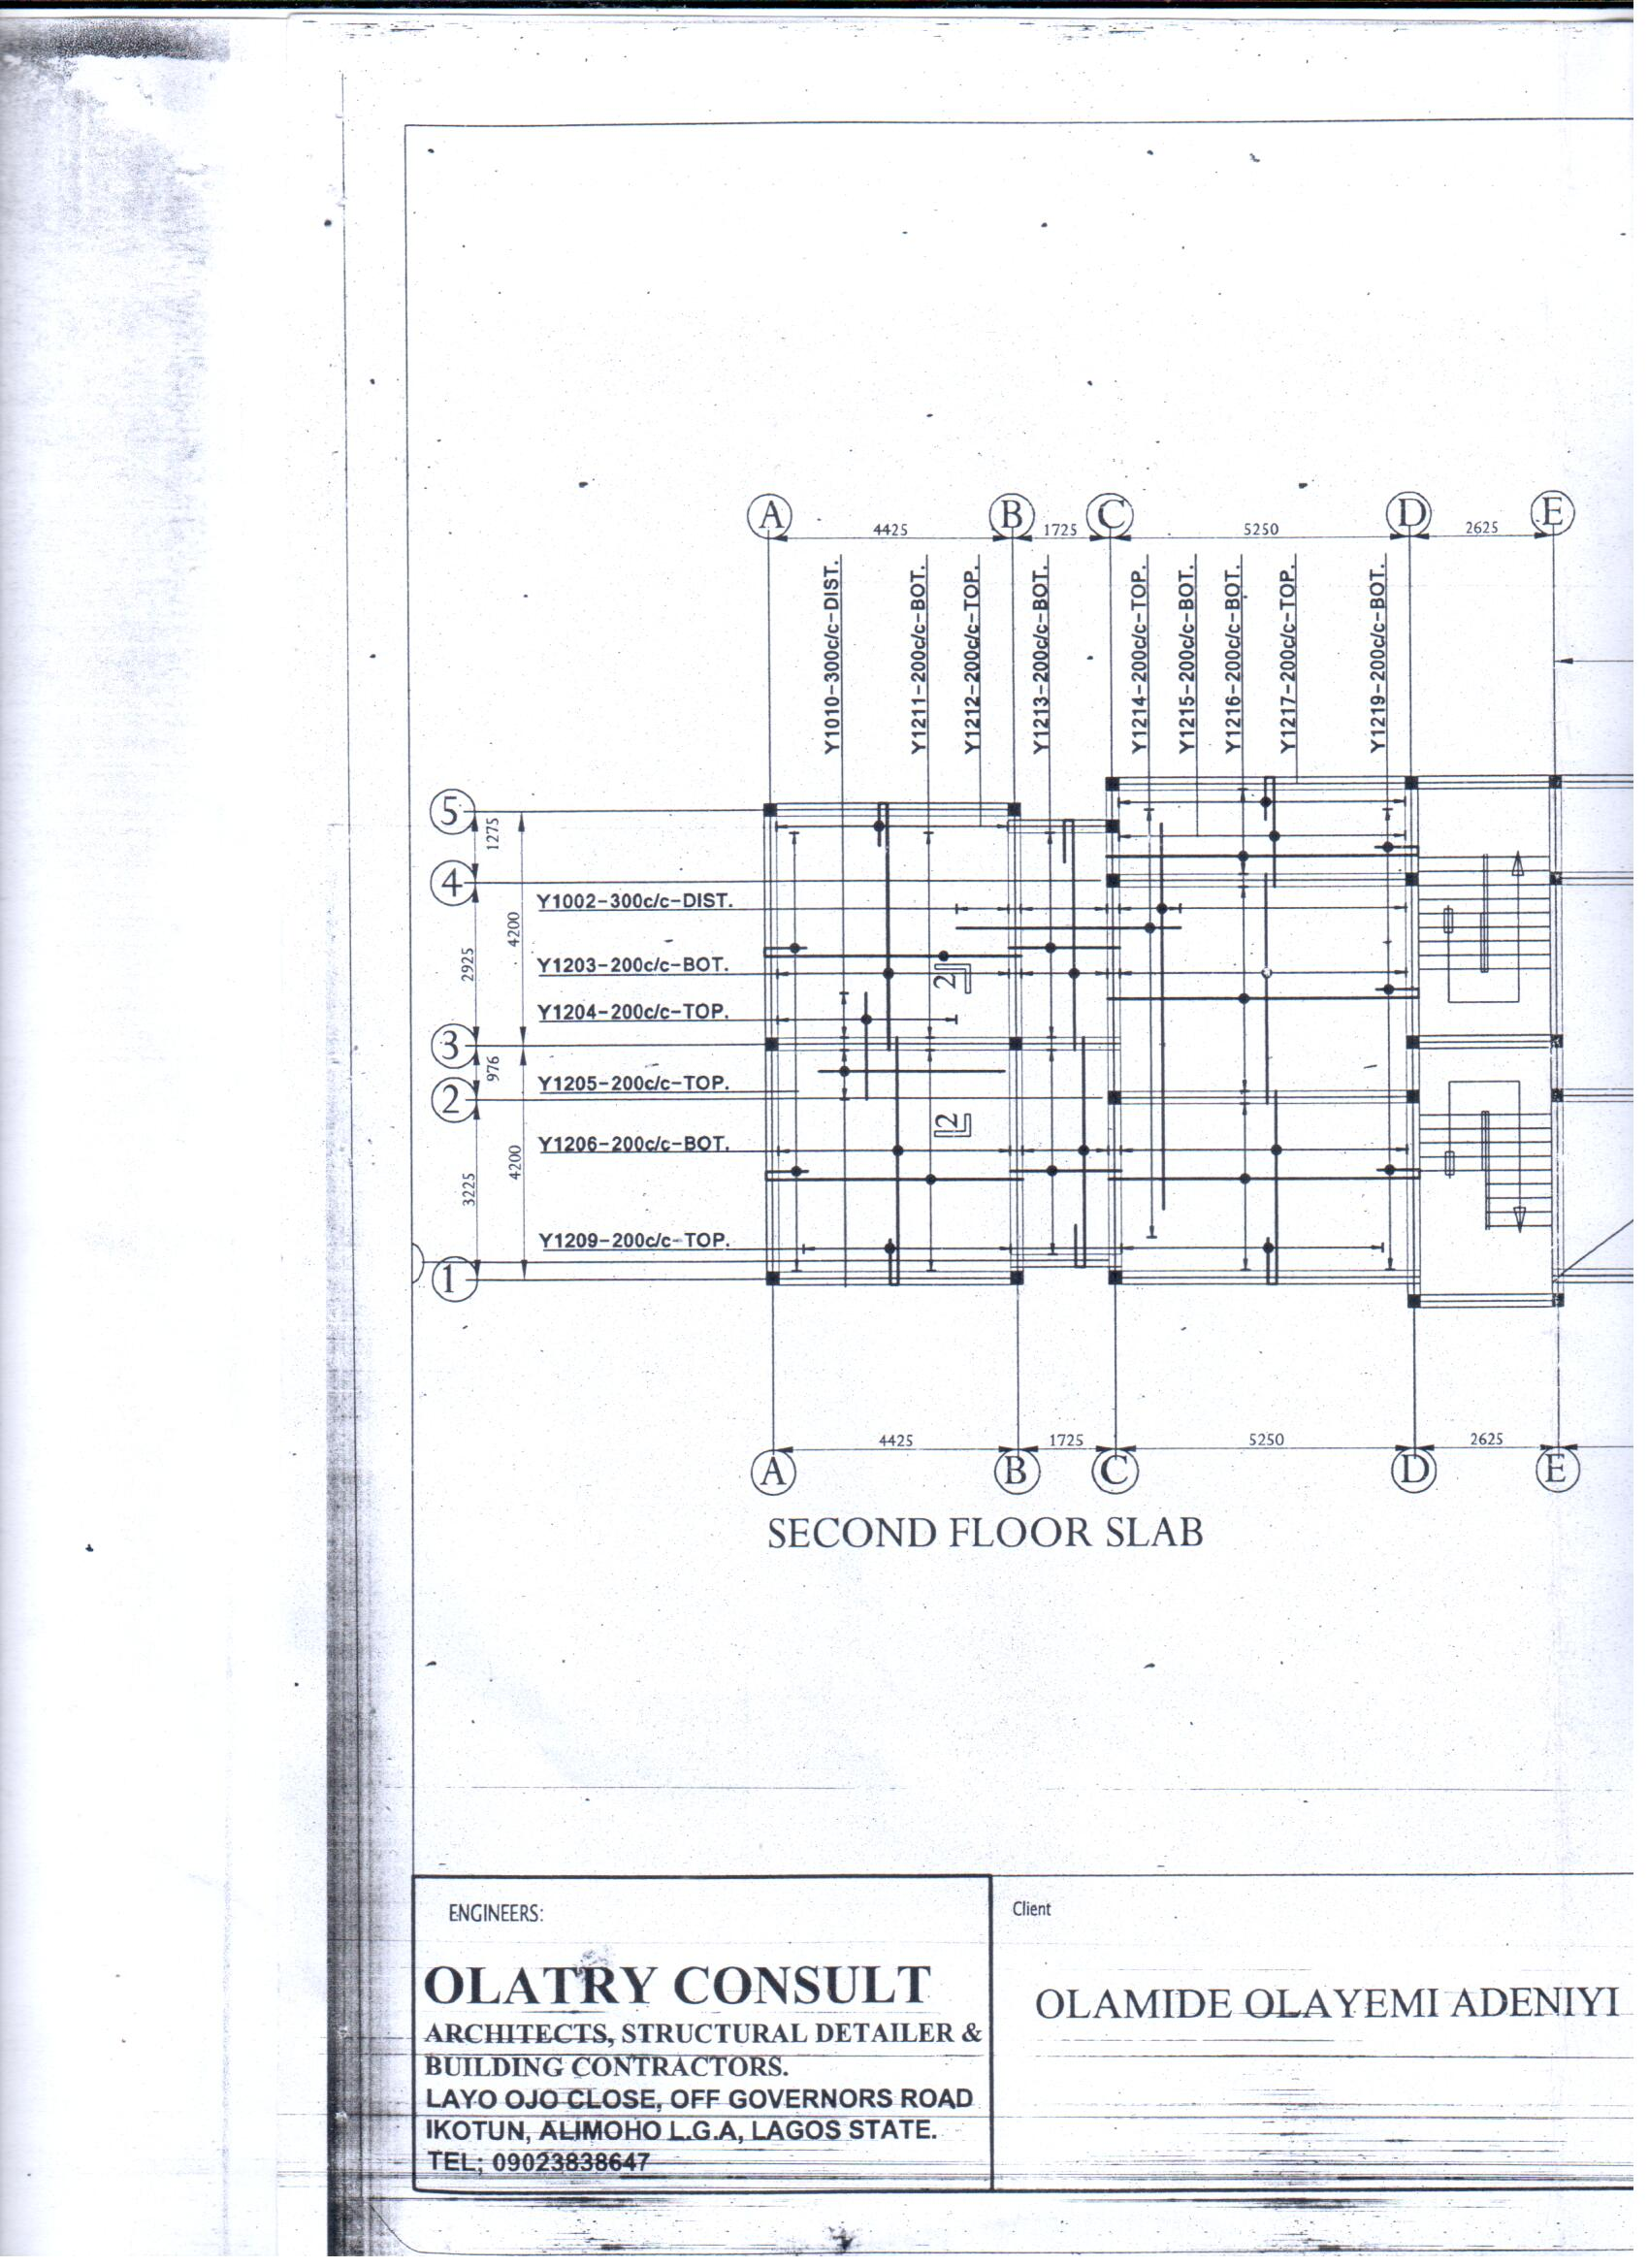 A B C D E
4425 1725 5250 2625
Y1010-300c/c-DIST.
Y1211-200c/c-BOT.
Y1212-200c/c-TOP.
Y1213-200c/c-BOT.
Y1214-200c/c-TOP.
Y1215-200c/c-BOT.
Y1216-200c/c-BOT.
Y1217-200c/c-TOP.
Y1219-200c/c-BOT.
5
1275
4
Y1002-300c/c-DIST.
4200
2925
Y1203-200c/c-BOT.
2
Y1204-200c/c-TOP.
3
976
Y1205-200c/c-TOP.
2
2
Y1206-200c/c-BOT.
4200
3225
Y1209-200c/c-TOP.
1
4425 1725 5250 2625
A B C D E
SECOND FLOOR SLAB
ENGINEERS:
Client
OLATRY CONSULT
OLAMIDE OLAYEMI ADENIYI
ARCHITECTS, STRUCTURAL DETAILER &
BUILDING CONTRACTORS.
LAYO OJO CLOSE, OFF GOVERNORS ROAD
IKOTUN, ALIMOHO L.G.A, LAGOS STATE.
TEL; 09023838647